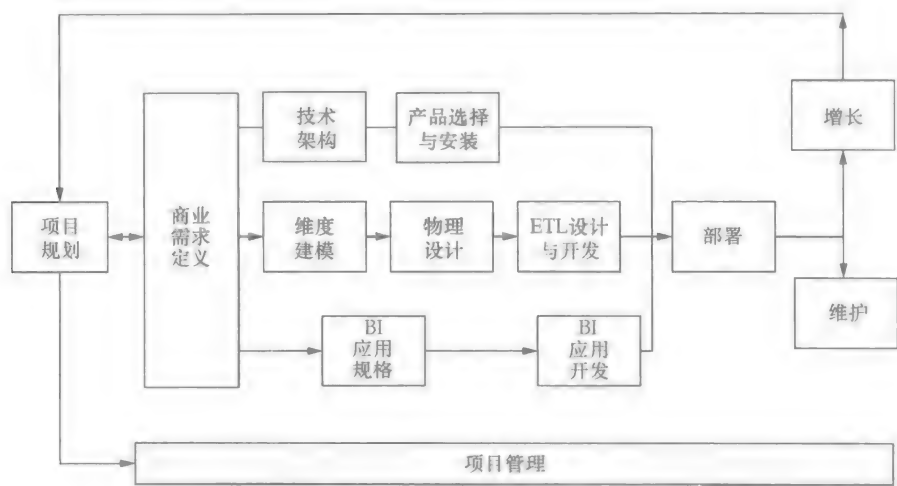 增长
技术
架构
产品选择
与安装
项目
规划
商业
需求
定义
维度
建模
物理
设计
ETL设计
与开发
部署
维护
BI
应用
规格
BI
应用
开发
项目管理